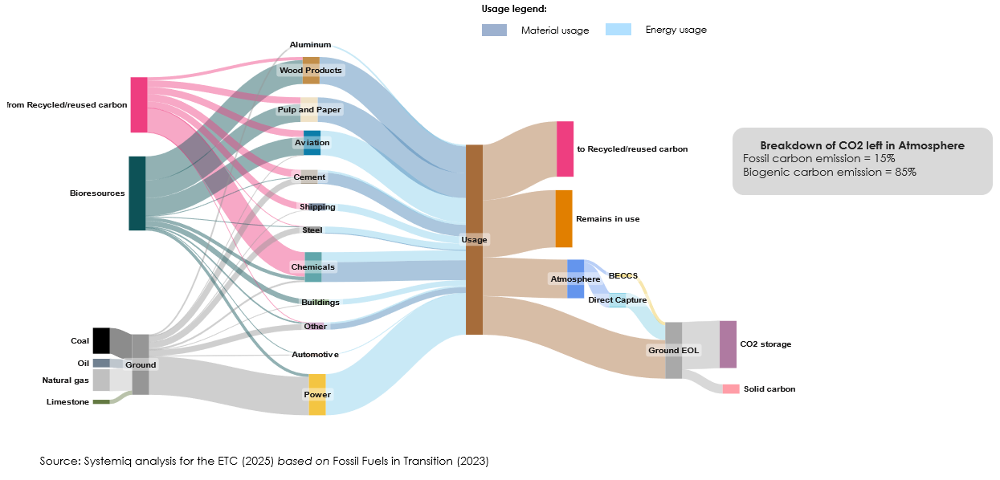 Usage legend:
Material usage
Energy usage
Aluminum
Wood Products
from Recycled/reused carbon
Pulp and Paper
Aviation
to Recycled/reused carbon
Breakdown of CO2 left in Atmosphere
Fossil carbon emission = 15%
Biogenic carbon emission = 85%
Cement
Bioresources
Shipping
Remains in use
Steel
Usage
Chemicals
Atmosphere
BECCS
Buildings
Direct Capture
Other
Coal
Automotive
Ground EOL
CO2 storage
Oil
Ground
Natural gas
Power
Solid carbon
Limestone
Source: Systemiq analysis for the ETC (2025) based on Fossil Fuels in Transition (2023)